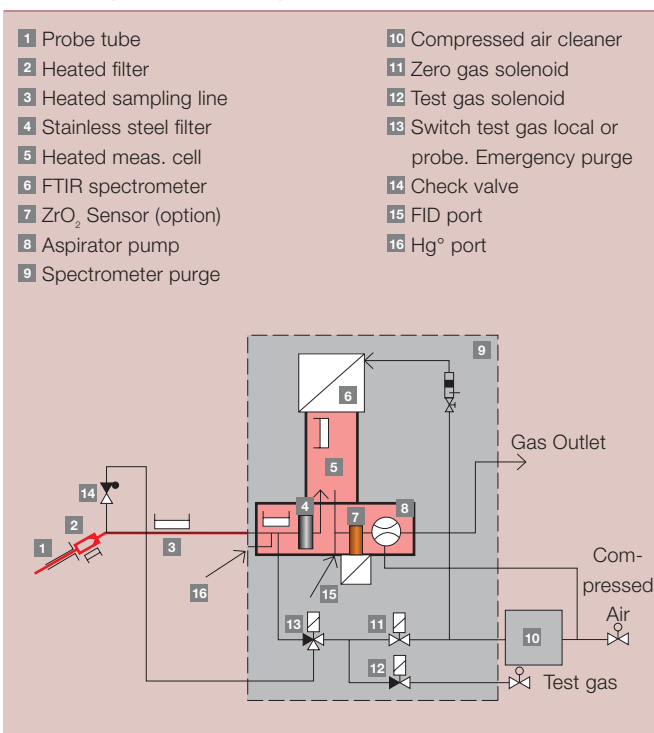 1 Probe tube
2 Heated filter
3 Heated sampling line
4 Stainless steel filter
5 Heated meas. cell
6 FTIR spectrometer
7 ZrO₂ Sensor (option)
8 Aspirator pump
9 Spectrometer purge
10 Compressed air cleaner
11 Zero gas solenoid
12 Test gas solenoid
13 Switch test gas local or
probe. Emergency purge
14 Check valve
15 FID port
16 Hg° port
9
6
Gas Outlet
5
14
4
8
2
7
1
3
Com-
pressed
Air
16
15
13
11
10
12
Test gas